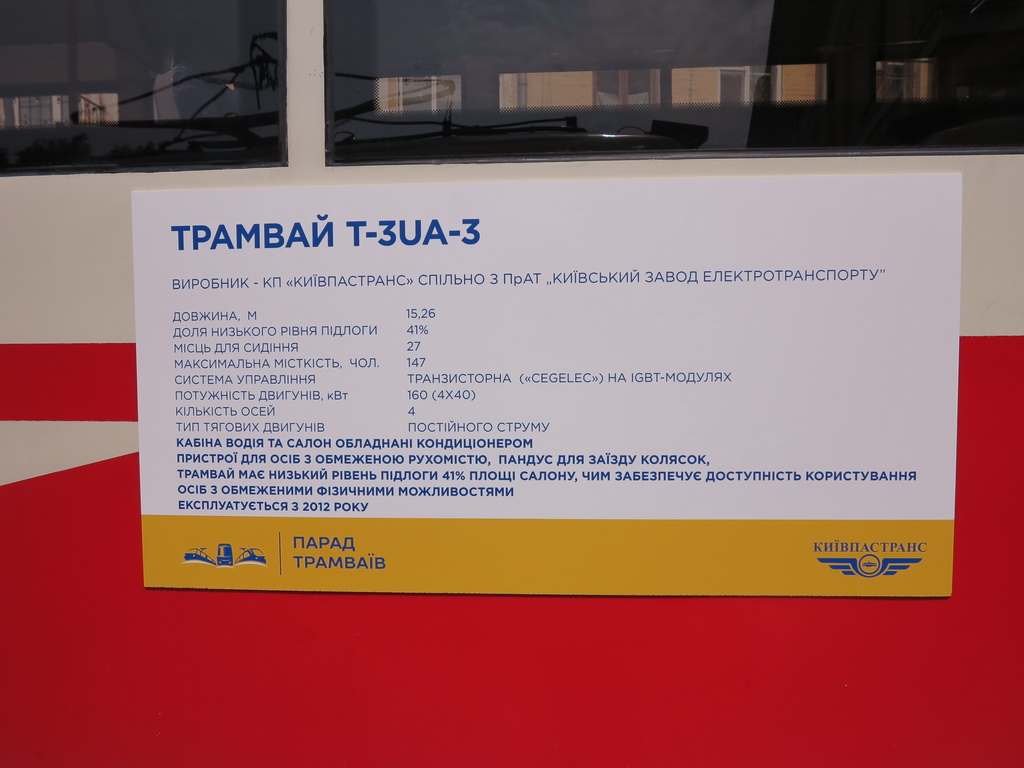 ТРАМВАЙ Т-3UA-3
ВИРОБНИК - КП «КИЇВПАСТРАНС» СПІЛЬНО З ПрАТ „КИЇВСЬКИЙ ЗАВОД ЕЛЕКТРОТРАНСПОРТУ”
ДОВЖИНА, М 15,26
ДОЛЯ НИЗЬКОГО РІВНЯ ПІДЛОГИ 41%
МІСЦЬ ДЛЯ СИДІННЯ 27
МАКСИМАЛЬНА МІСТКІСТЬ, ЧОЛ. 147
СИСТЕМА УПРАВЛІННЯ ТРАНЗИСТОРНА («CEGELEC») НА IGBT-МОДУЛЯХ
ПОТУЖНІСТЬ ДВИГУНІВ, кВт 160 (4Х40)
КІЛЬКІСТЬ ОСЕЙ 4
ТИП ТЯГОВИХ ДВИГУНІВ ПОСТІЙНОГО СТРУМУ
КАБІНА ВОДІЯ ТА САЛОН ОБЛАДНАНІ КОНДИЦІОНЕРОМ
ПРИСТРОЇ ДЛЯ ОСІБ З ОБМЕЖЕНОЮ РУХОМІСТЮ, ПАНДУС ДЛЯ ЗАЇЗДУ КОЛЯСОК,
ТРАМВАЙ МАЄ НИЗЬКИЙ РІВЕНЬ ПІДЛОГИ 41% ПЛОЩІ САЛОНУ, ЧИМ ЗАБЕЗПЕЧУЄ ДОСТУПНІСТЬ КОРИСТУВАННЯ
ОСІБ З ОБМЕЖЕНИМИ ФІЗИЧНИМИ МОЖЛИВОСТЯМИ
ЕКСПЛУАТУЄТЬСЯ З 2012 РОКУ
ПАРАД
ТРАМВАЇВ
КИЇВПАСТРАНС